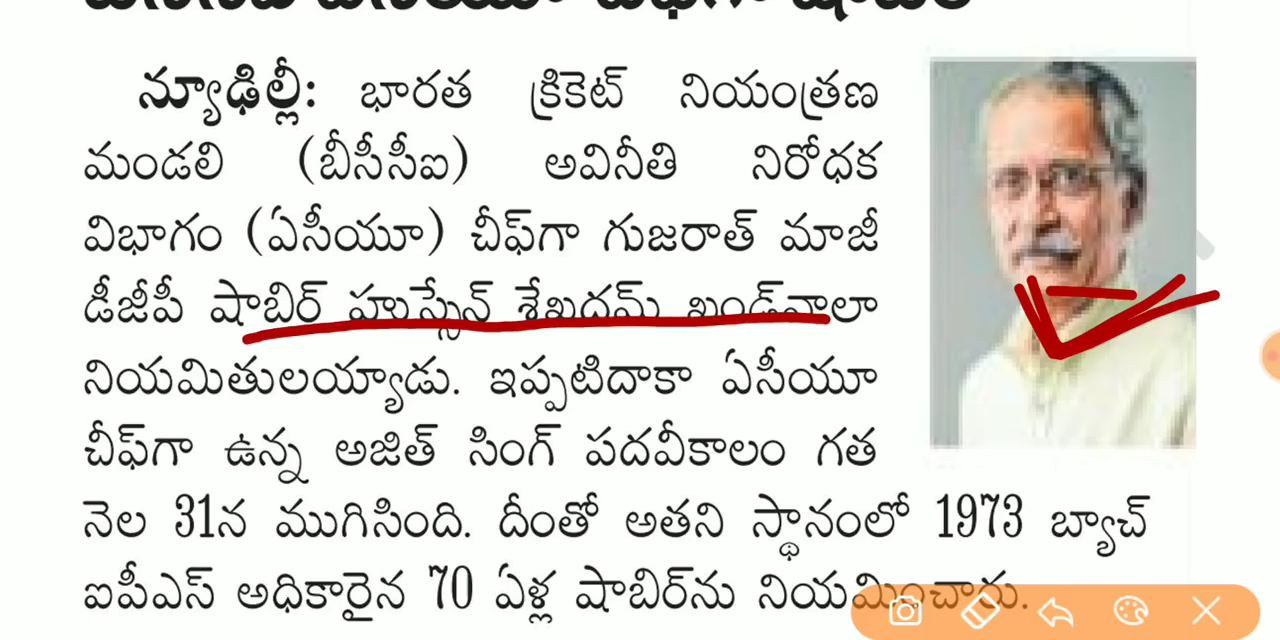 న్యూఢిల్లీ: భారత క్రికెట్ నియంత్రణ
మండలి (బీసీసీఐ) అవినీతి నిరోధక
విభాగం (ఏసీయూ) చీఫ్‌గా గుజరాత్ మాజీ
డీజీపీ షాబిర్ హుస్సేన్ శేఖదమ్ ఖండ్‌వాలా
నియమితులయ్యాడు. ఇప్పటిదాకా ఏసీయూ
చీఫ్‌గా ఉన్న అజిత్ సింగ్ పదవీకాలం గత
నెల 31న ముగిసింది. దీంతో అతని స్థానంలో 1973 బ్యాచ్
ఐపీఎస్ అధికారైన 70 ఏళ్ల షాబిర్‌ను నియమించారు.